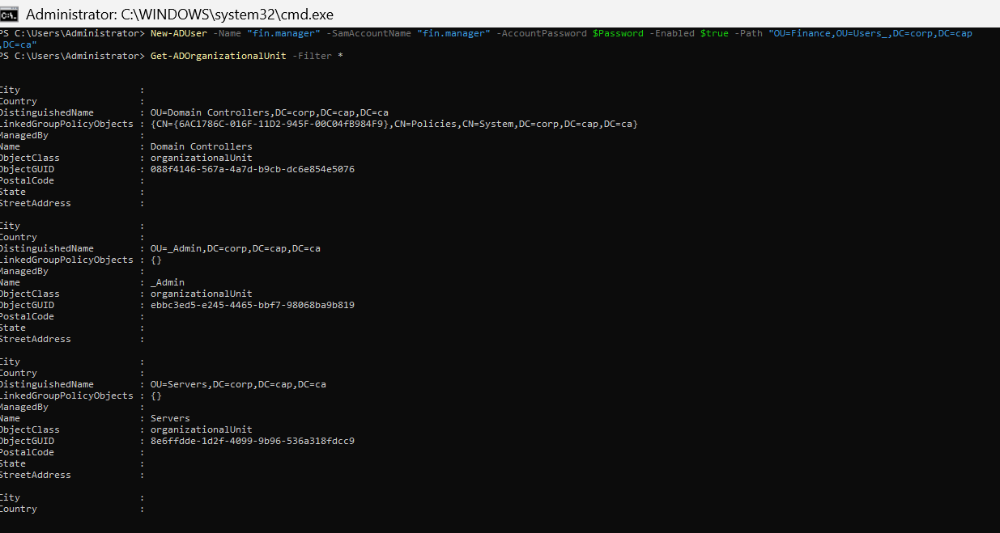 Administrator: C:\WINDOWS\system32\cmd.exe
PS C:\Users\Administrator> New-ADUser -Name "fin.manager" -SamAccountName "fin.manager" -AccountPassword $Password -Enabled $true -Path "OU=Finance,OU=Users_,DC=corp,DC=cap
,DC=ca"
PS C:\Users\Administrator> Get-ADOrganizationalUnit -Filter *
City :
Country :
DistinguishedName : OU=Domain Controllers,DC=corp,DC=cap,DC=ca
LinkedGroupPolicyObjects : {CN={6AC1786C-016F-11D2-945F-00C04fB984F9},CN=Policies,CN=System,DC=corp,DC=cap,DC=ca}
ManagedBy :
Name : Domain Controllers
ObjectClass : organizationalUnit
ObjectGUID : 088f4146-567a-4a7d-b9cb-dc6e854e5076
PostalCode :
State :
StreetAddress :
City :
Country :
DistinguishedName : OU=_Admin,DC=corp,DC=cap,DC=ca
LinkedGroupPolicyObjects : {}
ManagedBy :
Name : _Admin
ObjectClass : organizationalUnit
ObjectGUID : ebbc3ed5-e245-4465-bbf7-98068ba9b819
PostalCode :
State :
StreetAddress :
City :
Country :
DistinguishedName : OU=Servers,DC=corp,DC=cap,DC=ca
LinkedGroupPolicyObjects : {}
ManagedBy :
Name : Servers
ObjectClass : organizationalUnit
ObjectGUID : 8e6ffdde-1d2f-4099-9b96-536a318fdcc9
PostalCode :
State :
StreetAddress :
City :
Country :